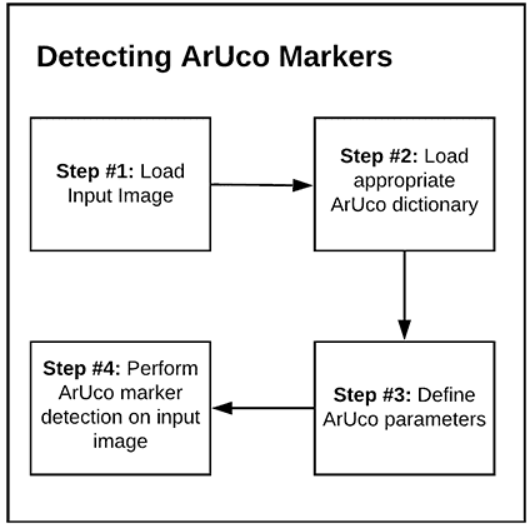 Detecting ArUco Markers
Step #1: Load
Input Image
Step #2: Load
appropriate
ArUco dictionary
Step #3: Define
ArUco parameters
Step #4: Perform
ArUco marker
detection on input
image